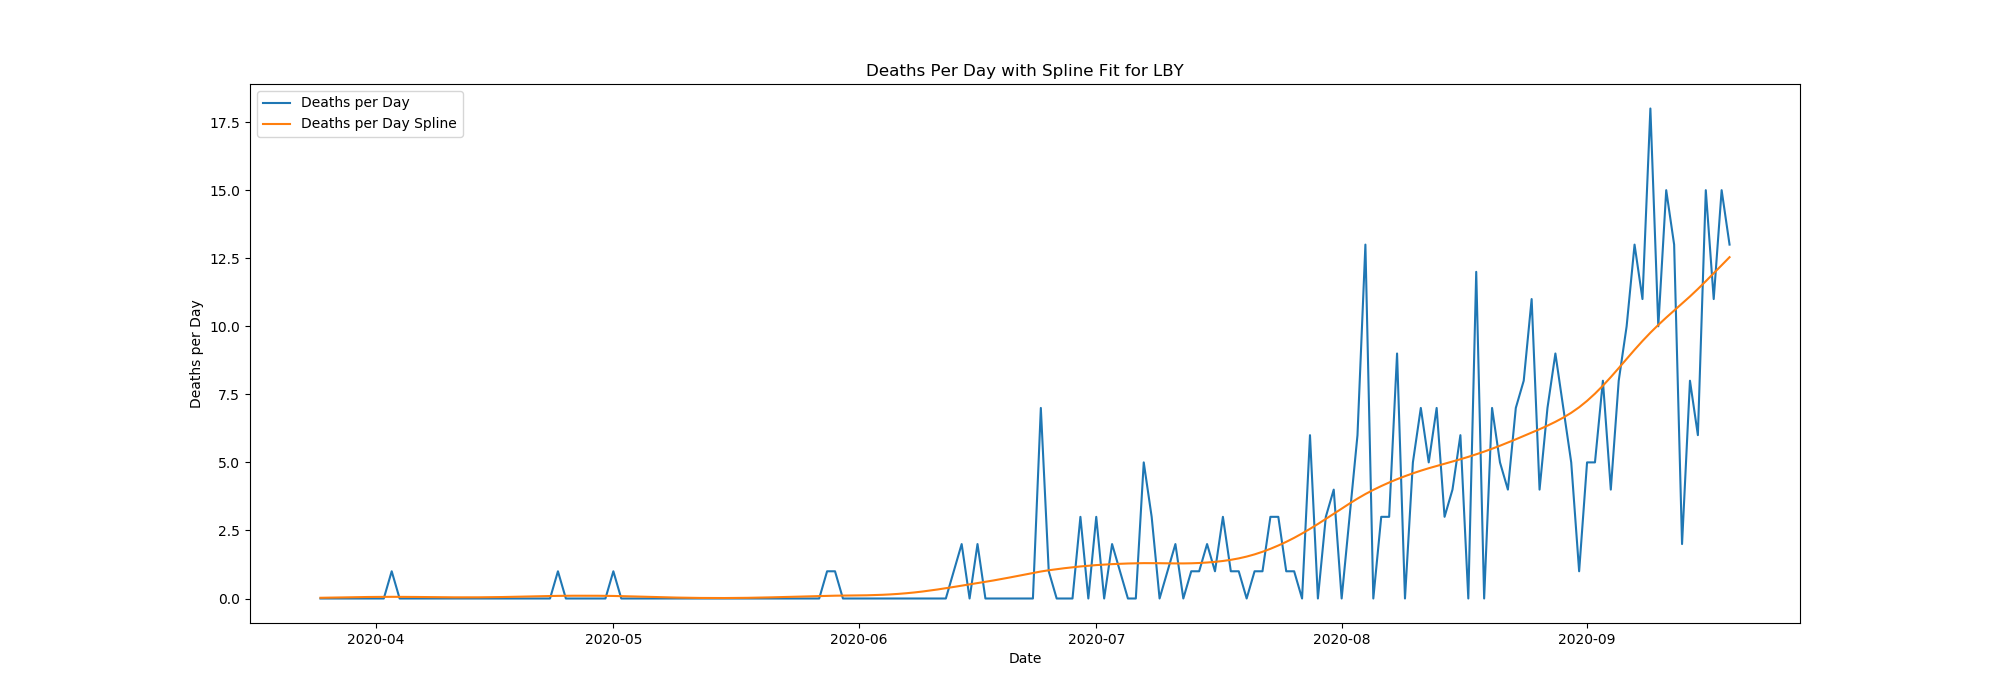 Deaths Per Day with Spline Fit for LBY
Deaths per Day
Deaths per Day Spline
17.5
15.0
12.5
10.0
7.5
5.0
2.5
0.0
Deaths per Day
2020-04
2020-05
2020-06
2020-07
2020-08
2020-09
Date